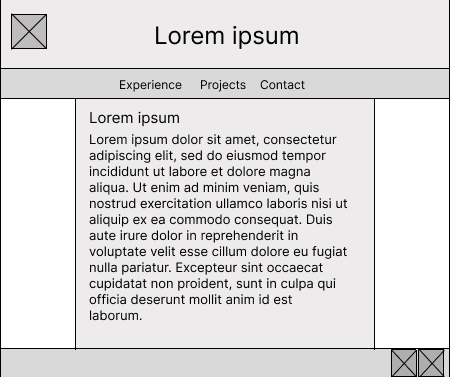 Lorem ipsum
Experience Projects Contact
Lorem ipsum
Lorem ipsum dolor sit amet, consectetur
adipiscing elit, sed do eiusmod tempor
incididunt ut labore et dolore magna
aliqua. Ut enim ad minim veniam, quis
nostrud exercitation ullamco laboris nisi ut
aliquip ex ea commodo consequat. Duis
aute irure dolor in reprehenderit in
voluptate velit esse cillum dolore eu fugiat
nulla pariatur. Excepteur sint occaecat
cupidatat non proident, sunt in culpa qui
officia deserunt mollit anim id est
laborum.